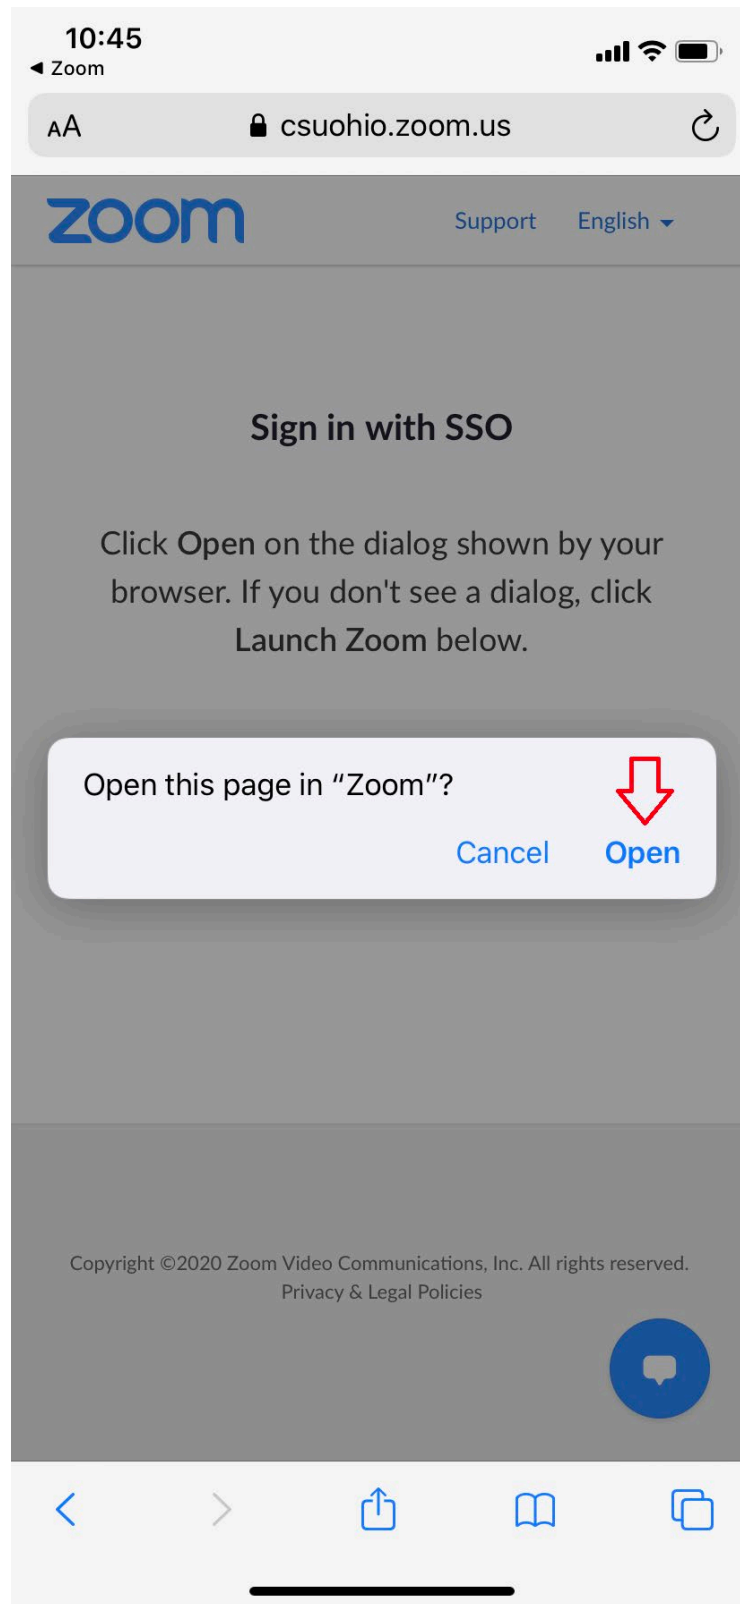 10:45
◀ Zoom
AA csuohio.zoom.us
zoom Support English
Sign in with SSO
Click Open on the dialog shown by your
browser. If you don't see a dialog, click
Launch Zoom below.
Open this page in “Zoom”?
Cancel Open
Copyright ©2020 Zoom Video Communications, Inc. All rights reserved.
Privacy & Legal Policies